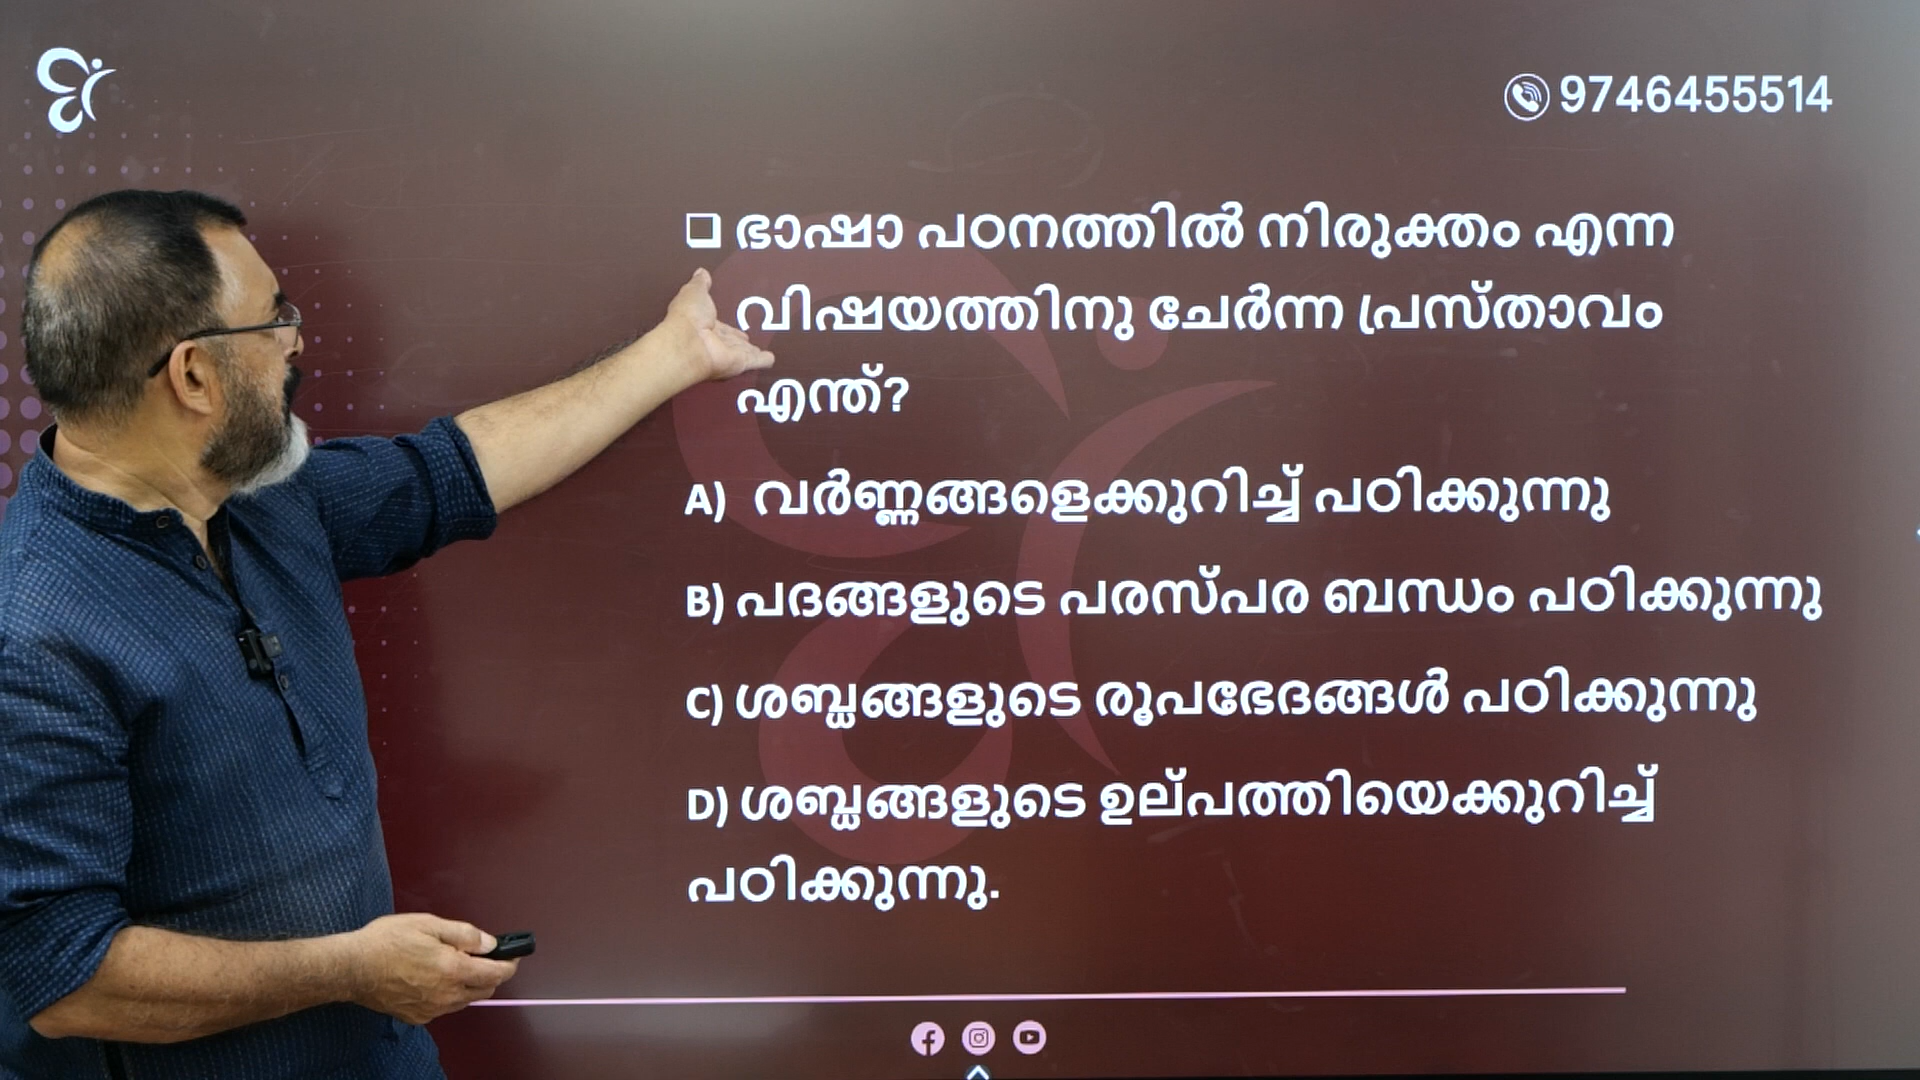 9746455514
❑ ഭാഷാ പഠനത്തിൽ നിരുക്തം എന്ന
വിഷയത്തിനു ചേർന്ന പ്രസ്താവം
എന്ത്?
A) വർണ്ണങ്ങളെക്കുറിച്ച് പഠിക്കുന്നു
B) പദങ്ങളുടെ പരസ്പര ബന്ധം പഠിക്കുന്നു
C) ശബ്ദങ്ങളുടെ രൂപഭേദങ്ങൾ പഠിക്കുന്നു
D) ശബ്ദങ്ങളുടെ ഉല്പത്തിയെക്കുറിച്ച്
പഠിക്കുന്നു.